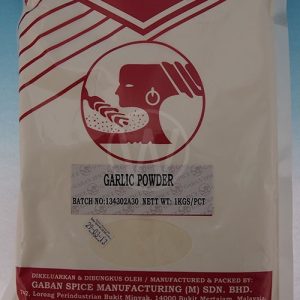 GARLIC POWDER
BATCH NO:134302A30 NETT WT: 1KGS/PCT
DIKELUARKAN & DIBUNGKUS OLEH / MANUFACTURED & PACKED BY:
GABAN SPICE MANUFACTURING (M) SDN. BHD.
Lorong Perindustrian Bukit Minyak, 14000 Bukit Mertajam, Malaysia